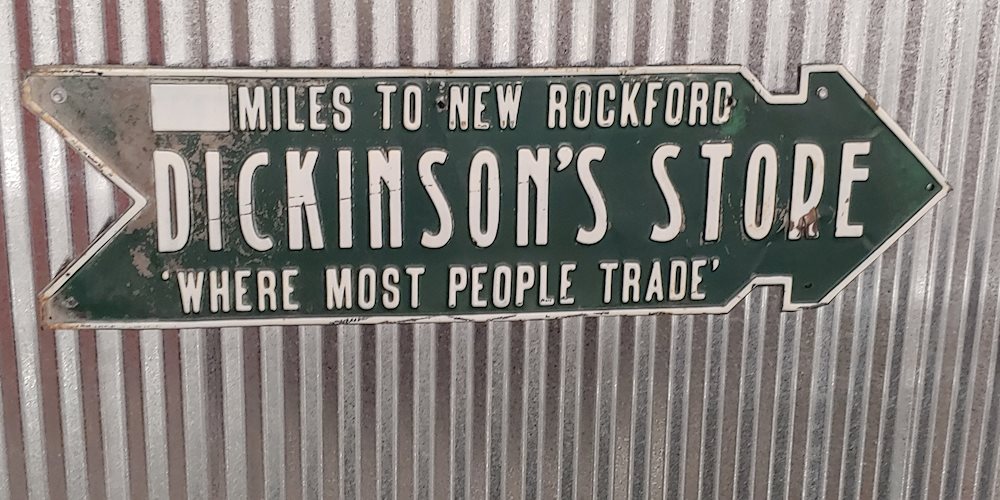 MILES TO NEW ROCKFORD
DICKINSON'S STORE
'WHERE MOST PEOPLE TRADE'